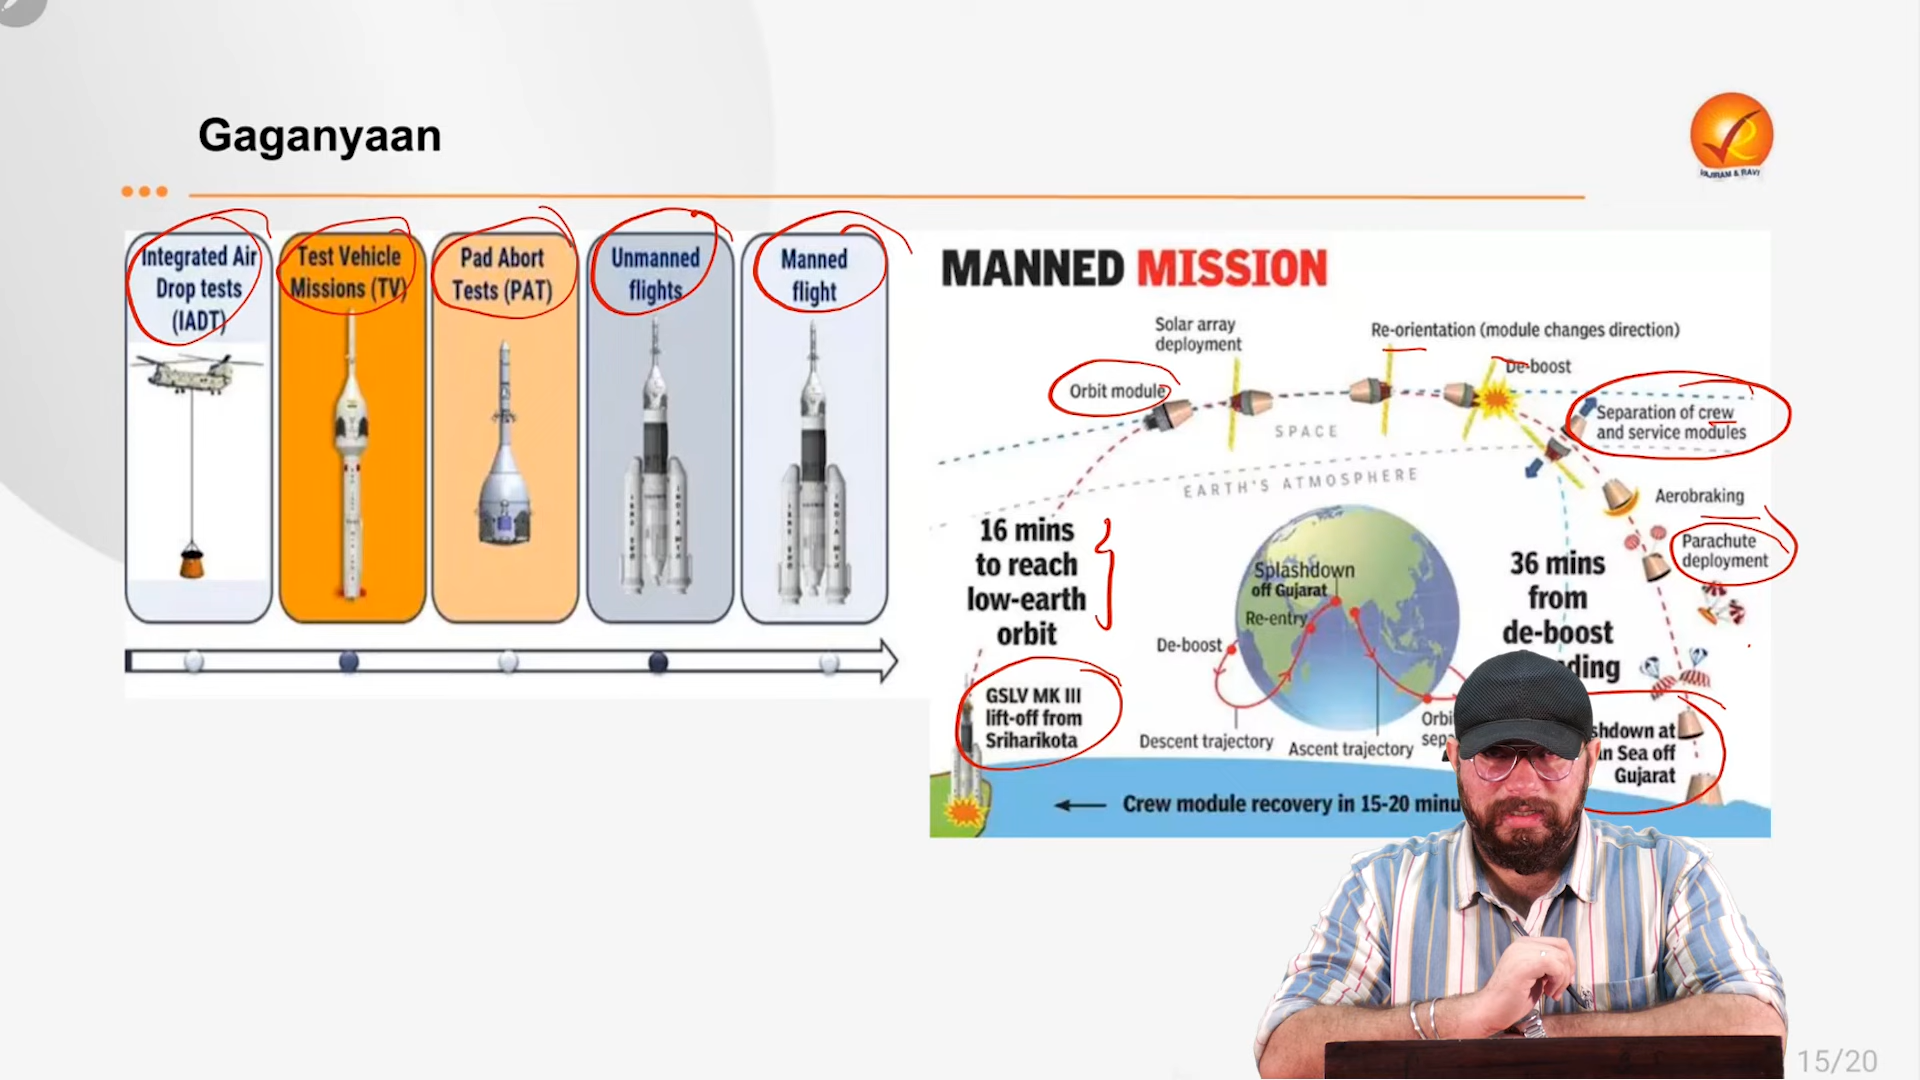 Gaganyaan
VAJIRAM & RAVI
Integrated Air
Drop tests
(IADT)
Test Vehicle
Missions (TV)
Pad Abort
Tests (PAT)
Unmanned
flights
Manned
flight
MANNED MISSION
Solar array
deployment
Re-orientation (module changes direction)
De-boost
Orbit module
Separation of crew
and service modules
SPACE
EARTH'S ATMOSPHERE
Aerobraking
Parachute
deployment
16 mins
to reach
low-earth
orbit
36 mins
from
de-boost
Splashdown
off Gujarat
Re-entry
De-boost
GSLV MK III
lift-off from
Sriharikota
Descent trajectory
Ascent trajectory
at
Sea off
Gujarat
Crew module recovery in 15-20
15/20